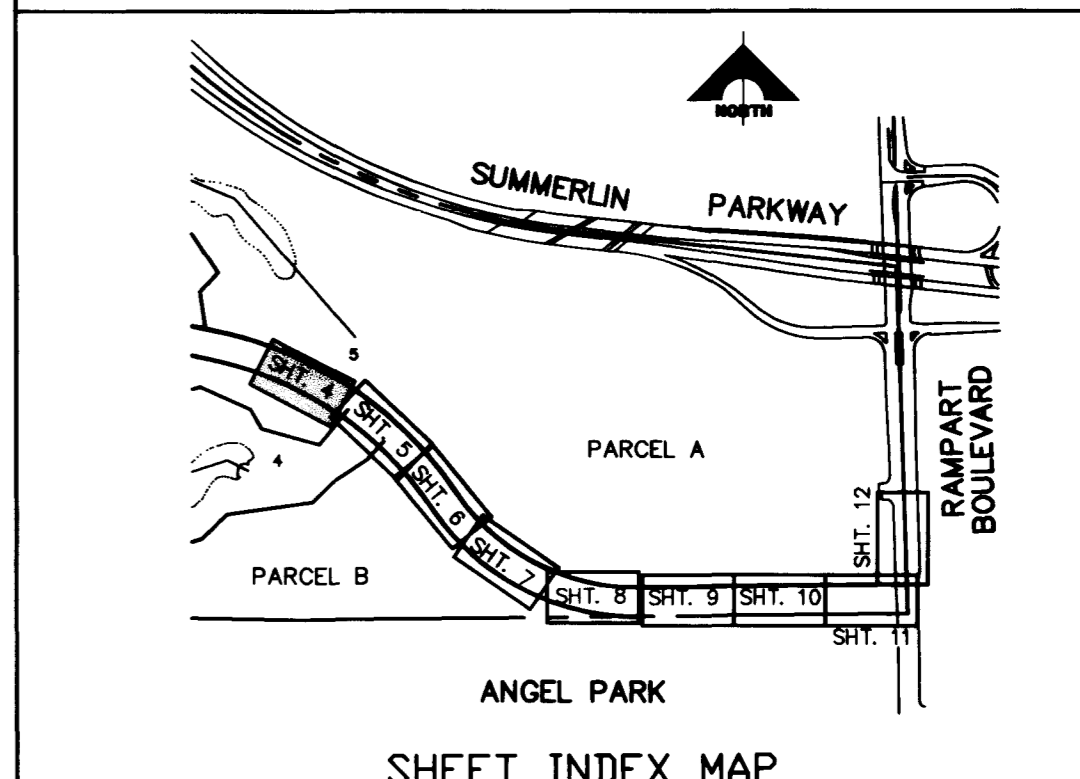 NORTH
SUMMERLIN PARKWAY
5
SHT. 4
SHT. 5
4
PARCEL A
RAMPART
BOULEVARD
SHT. 6
SHT. 12
SHT. 7
PARCEL B
SHT. 8
SHT. 9
SHT. 10
SHT. 11
ANGEL PARK
SHEET INDEX MAP